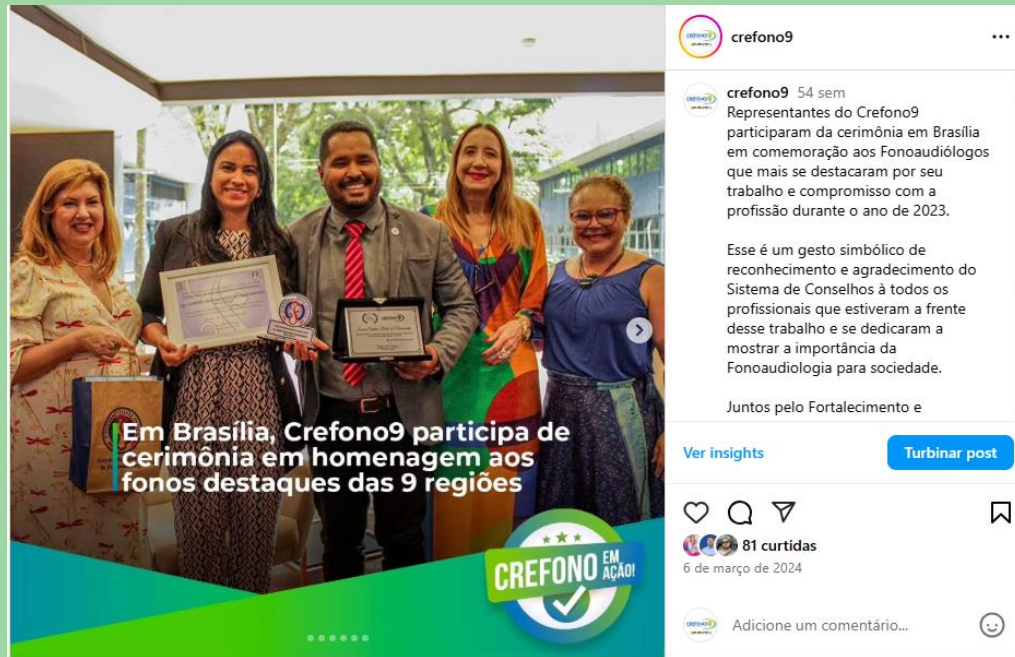 crefono9
crefono9 54 sem
Representantes do Crefono9
participaram da cerimônia em Brasília
em comemoração aos Fonoaudiólogos
que mais se destacaram por seu
trabalho e compromisso com a
profissão durante o ano de 2023.
Esse é um gesto simbólico de
reconhecimento e agradecimento do
Sistema de Conselhos à todos os
profissionais que estiveram a frente
desse trabalho e se dedicaram a
mostrar a importância da
Fonoaudiologia para sociedade.
Juntos pelo Fortalecimento e
Em Brasília, Crefono9 participa de
cerimônia em homenagem aos
fonos destaques das 9 regiões
CREFONO EM
AÇÃO!
Ver insights
Turbinar post
81 curtidas
6 de março de 2024
Adicione um comentário...